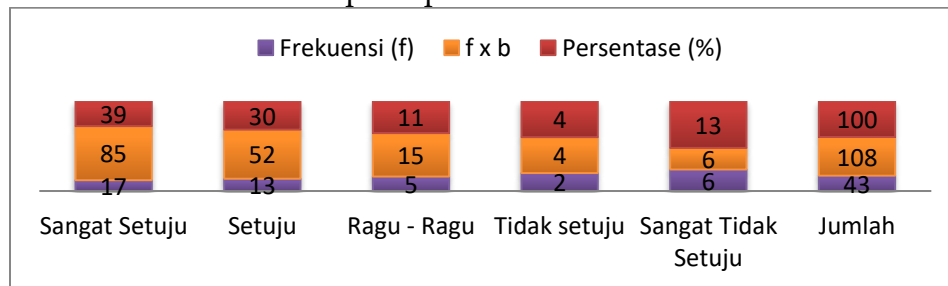 Frekuensi (f) f x b Persentase (%)
39 30 11 4 13 100
85 52 15 4 6 108
17 13 5 2 6 43
Sangat Setuju Setuju Ragu - Ragu Tidak setuju Sangat Tidak Setuju Jumlah